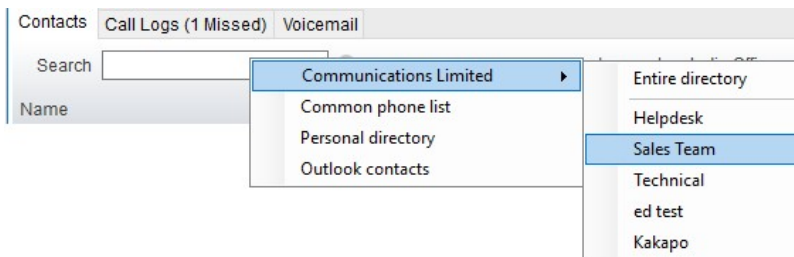 Contacts Call Logs (1 Missed) Voicemail
Search
Communications Limited
Entire directory
Name
Common phone list
Helpdesk
Personal directory
Sales Team
Outlook contacts
Technical
ed test
Kakapo